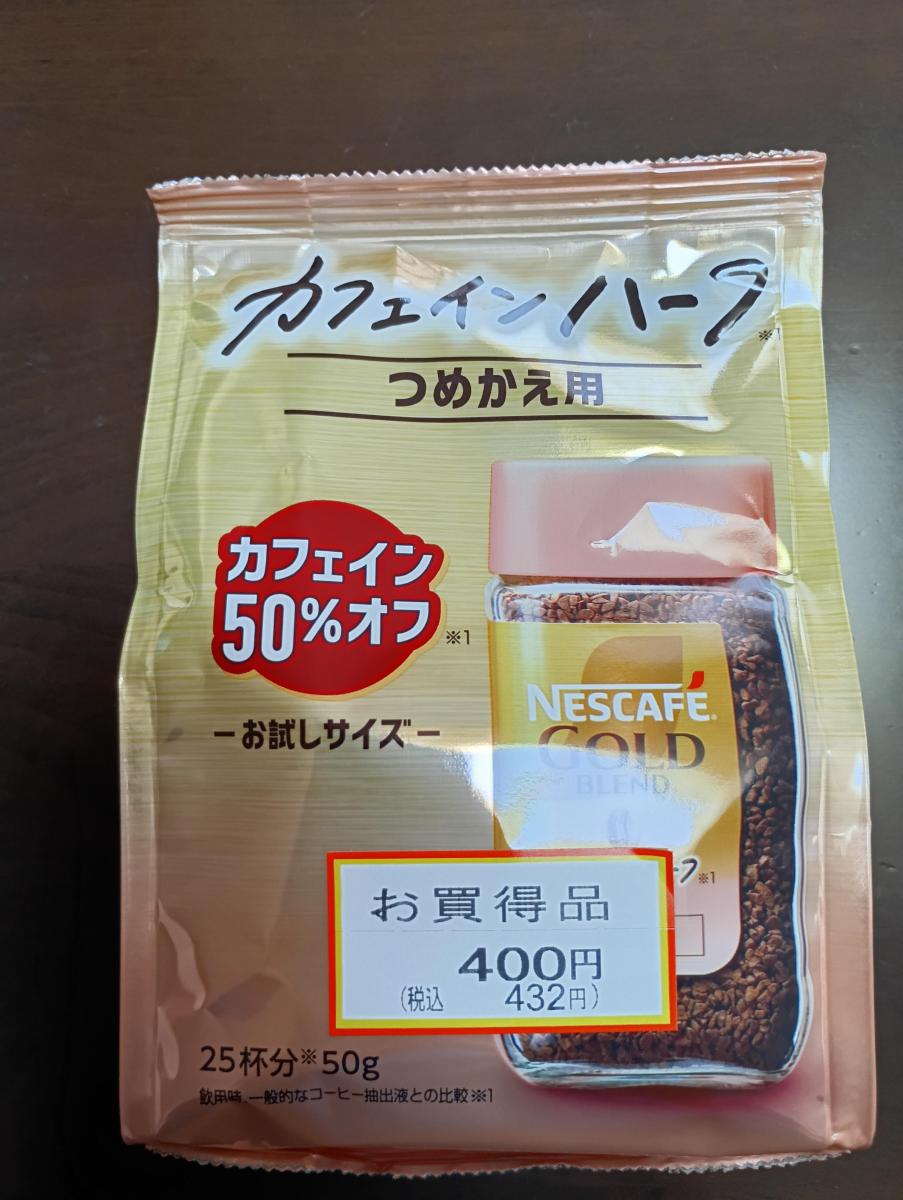 カフェインハーフ※1
つめかえ用
カフェイン
50%オフ※1
-お試しサイズ-
NESCAFÉ
GOLD
BLEND
※1
お買得品
400円
(税込 432円)
25杯分※50g
飲用時、一般的なコーヒー抽出液との比較※1